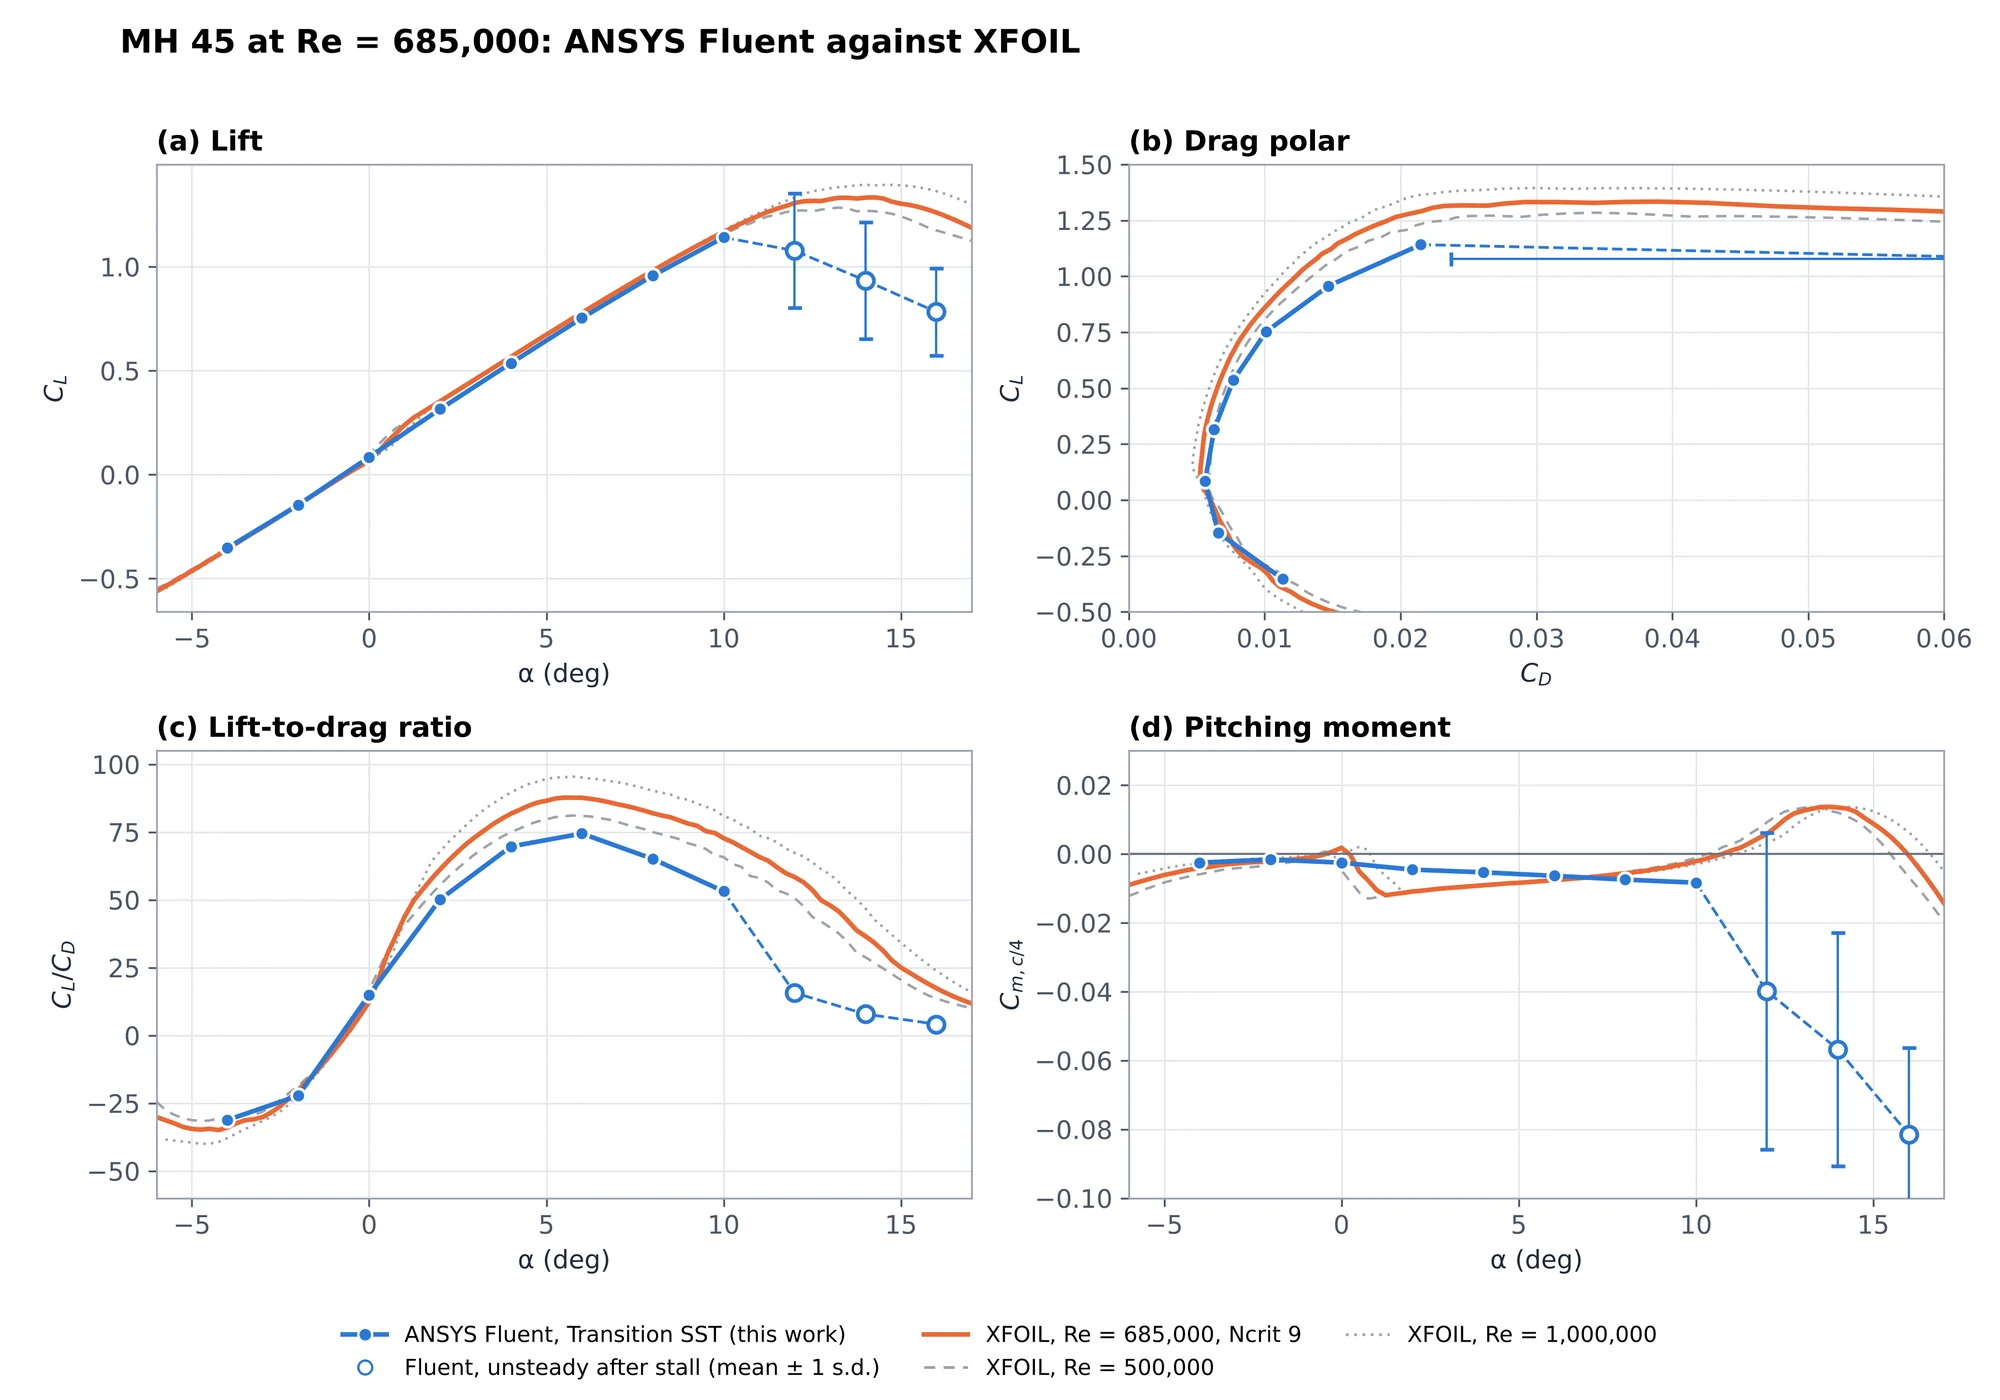 MH 45 at Re = 685,000: ANSYS Fluent against XFOIL
(a) Lift
1.0
0.5
0.0
−0.5
C_L
−5 0 5 10 15
α (deg)
(b) Drag polar
1.50
1.25
1.00
0.75
0.50
0.25
0.00
−0.25
−0.50
C_L
0.00 0.01 0.02 0.03 0.04 0.05 0.06
C_D
(c) Lift-to-drag ratio
100
75
50
25
0
−25
−50
C_L/C_D
−5 0 5 10 15
α (deg)
(d) Pitching moment
0.02
0.00
−0.02
−0.04
−0.06
−0.08
−0.10
C_m, c/4
−5 0 5 10 15
α (deg)
ANSYS Fluent, Transition SST (this work)
Fluent, unsteady after stall (mean ± 1 s.d.)
XFOIL, Re = 685,000, Ncrit 9
XFOIL, Re = 500,000
XFOIL, Re = 1,000,000